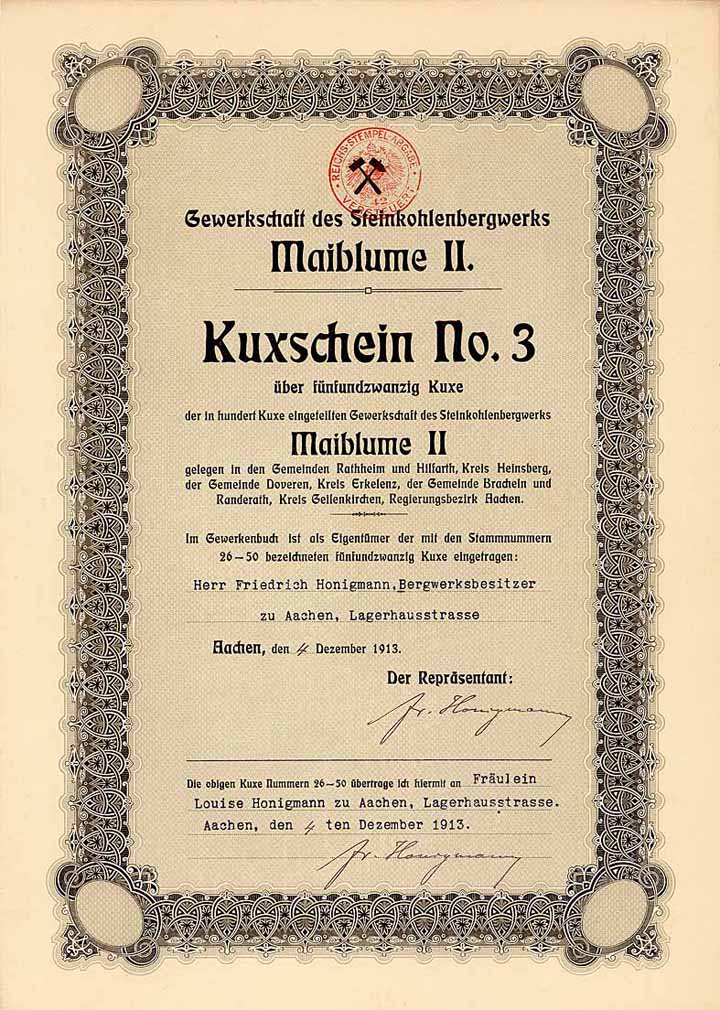 REICHS-STEMPEL-ABGABE
42
VERSTEUERT
Gewerkschaft des Steinkohlenbergwerks
Maiblume II.
Kuxschein No. 3
über fünfundzwanzig Kuxe
der in hundert Kuxe eingeteilten Gewerkschaft des Steinkohlenbergwerks
Maiblume II
gelegen in den Gemeinden Rathheim und Hilfarth, Kreis Heinsberg,
der Gemeinde Doveren, Kreis Erkelenz, der Gemeinde Bracheln und
Randerath, Kreis Geilenkirchen, Regierungsbezirk Aachen.
Im Gewerkenbuch ist als Eigentümer der mit den Stammnummern
26–50 bezeichneten fünfundzwanzig Kuxe eingetragen:
Herr Friedrich Honigmann, Bergwerksbesitzer
zu Aachen, Lagerhausstrasse
Aachen, den 4 Dezember 1913.
Der Repräsentant:
Fr. Honigmann
Die obigen Kuxe Nummern 26–50 übertrage ich hiermit an Fräulein
Louise Honigmann zu Aachen, Lagerhausstrasse.
Aachen, den 4 ten Dezember 1913.
Fr. Honigmann